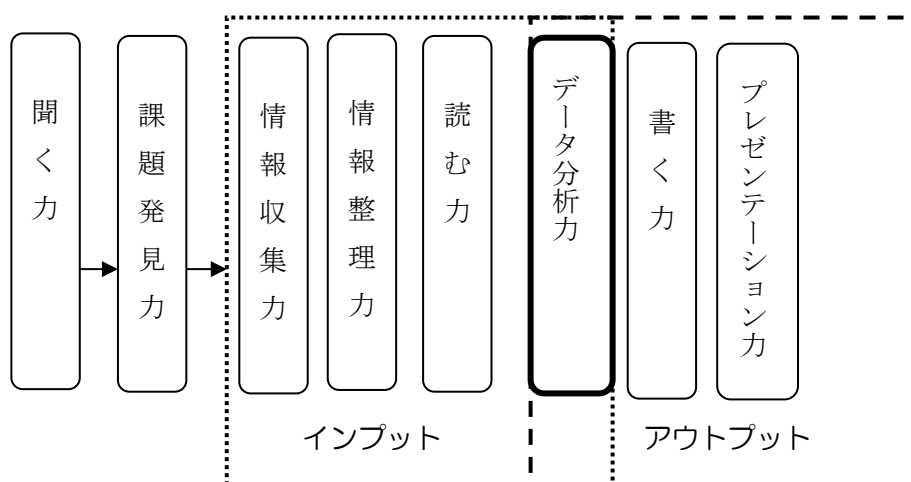 聞く力
課題発見力
情報収集力
情報整理力
読む力
データ分析力
書く力
プレゼンテーション力
インプット
アウトプット